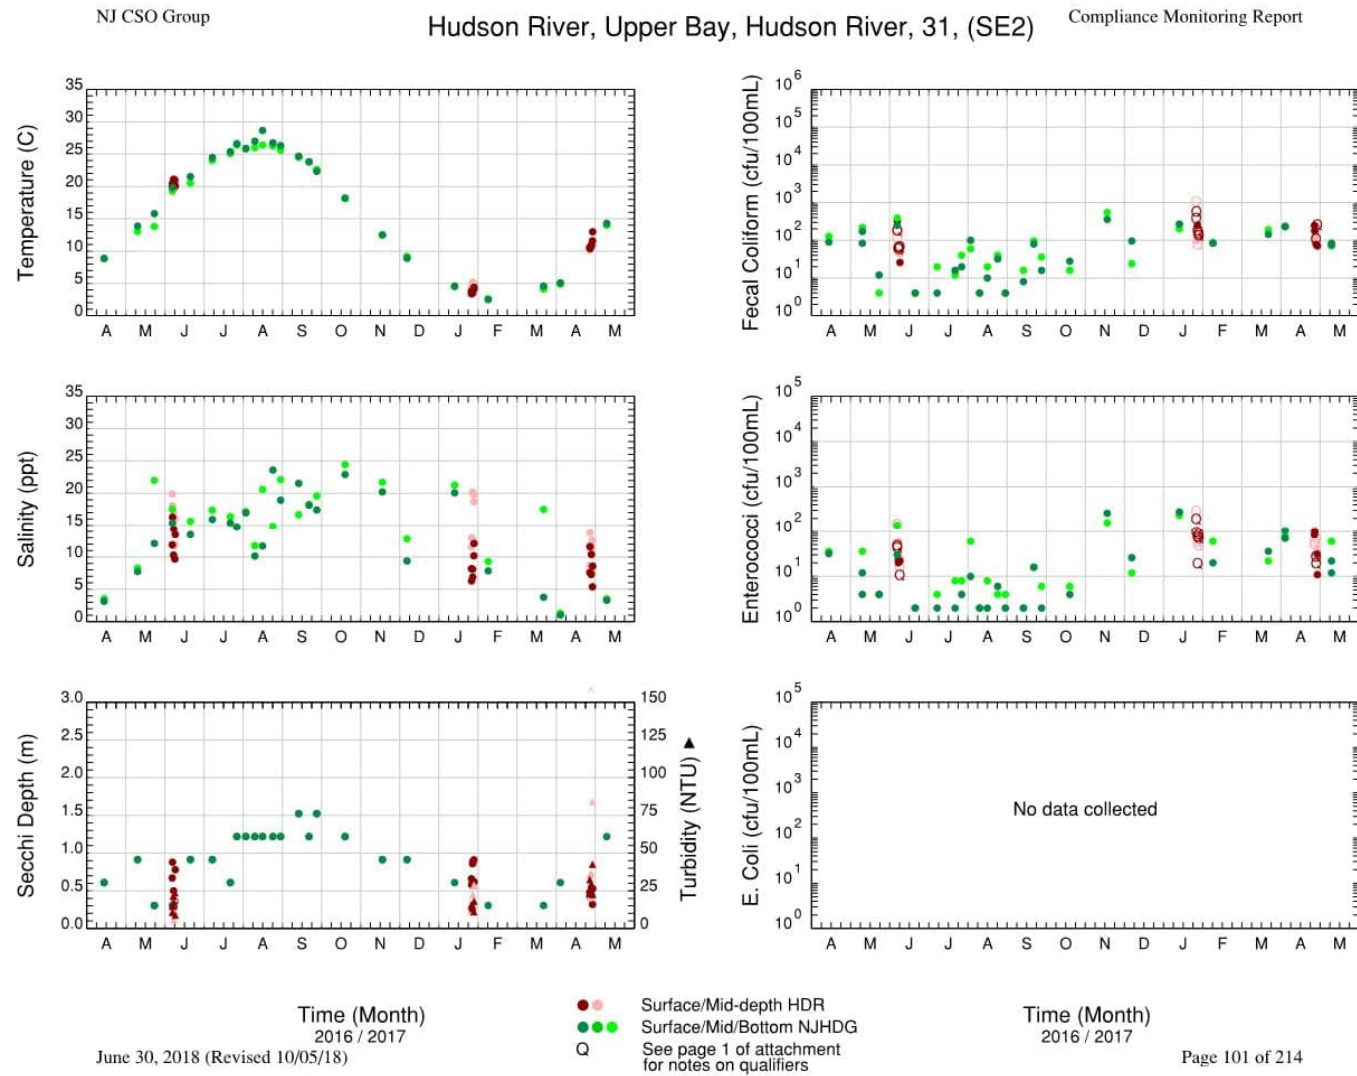 NJ CSO Group
Compliance Monitoring Report
Hudson River, Upper Bay, Hudson River, 31, (SE2)
Temperature (C)
35
30
25
20
15
10
5
0
A M J J A S O N D J F M A M
Fecal Coliform (cfu/100mL)
10^6
10^5
10^4
10^3
10^2
10^1
10^0
A M J J A S O N D J F M A M
Salinity (ppt)
35
30
25
20
15
10
5
0
A M J J A S O N D J F M A M
Enterococci (cfu/100mL)
10^5
10^4
10^3
10^2
10^1
10^0
A M J J A S O N D J F M A M
Secchi Depth (m)
3.0
2.5
2.0
1.5
1.0
0.5
0.0
150
125
100
75
50
25
0
Turbidity (NTU) ▲
A M J J A S O N D J F M A M
E. Coli (cfu/100mL)
10^5
10^4
10^3
10^2
10^1
10^0
No data collected
A M J J A S O N D J F M A M
Time (Month)
2016 / 2017
Surface/Mid-depth HDR
Surface/Mid/Bottom NJHDG
Q See page 1 of attachment
for notes on qualifiers
Time (Month)
2016 / 2017
June 30, 2018 (Revised 10/05/18)
Page 101 of 214